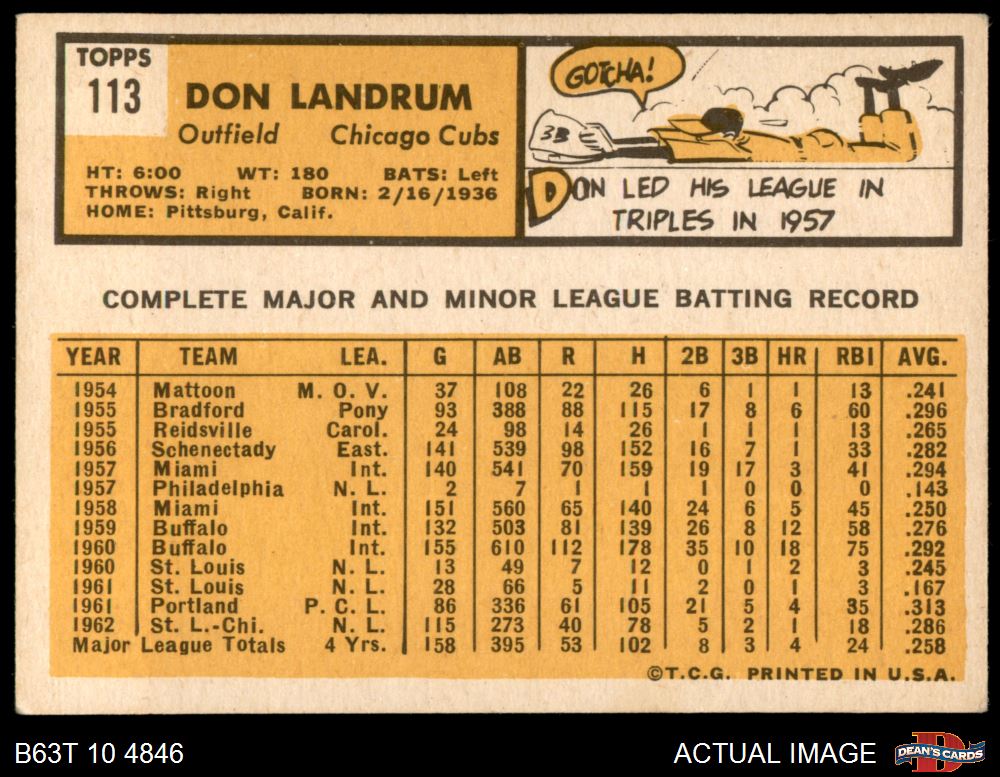 TOPPS
113
DON LANDRUM
Outfield Chicago Cubs
HT: 6:00 WT: 180 BATS: Left
THROWS: Right BORN: 2/16/1936
HOME: Pittsburg, Calif.
GOTCHA!
3B
DON LED HIS LEAGUE IN
TRIPLES IN 1957
COMPLETE MAJOR AND MINOR LEAGUE BATTING RECORD
YEAR TEAM LEA. G AB R H 2B 3B HR RBI AVG.
1954 Mattoon M. O. V. 37 108 22 26 6 1 1 13 .241
1955 Bradford Pony 93 388 88 115 17 8 6 60 .296
1955 Reidsville Carol. 24 98 14 26 1 1 1 13 .265
1956 Schenectady East. 141 539 98 152 16 7 1 33 .282
1957 Miami Int. 140 541 70 159 19 17 3 41 .294
1957 Philadelphia N. L. 2 7 1 1 1 0 0 0 .143
1958 Miami Int. 151 560 65 140 24 6 5 45 .250
1959 Buffalo Int. 132 503 81 139 26 8 12 58 .276
1960 Buffalo Int. 155 610 112 178 35 10 18 75 .292
1960 St. Louis N. L. 13 49 7 12 0 1 2 3 .245
1961 St. Louis N. L. 28 66 5 11 2 0 1 3 .167
1961 Portland P. C. L. 86 336 61 105 21 5 4 35 .313
1962 St. L.-Chi. N. L. 115 273 40 78 5 2 1 18 .286
Major League Totals 4 Yrs. 158 395 53 102 8 3 4 24 .258
©T.C.G. PRINTED IN U.S.A.
B63T 10 4846 ACTUAL IMAGE DEAN'S CARDS